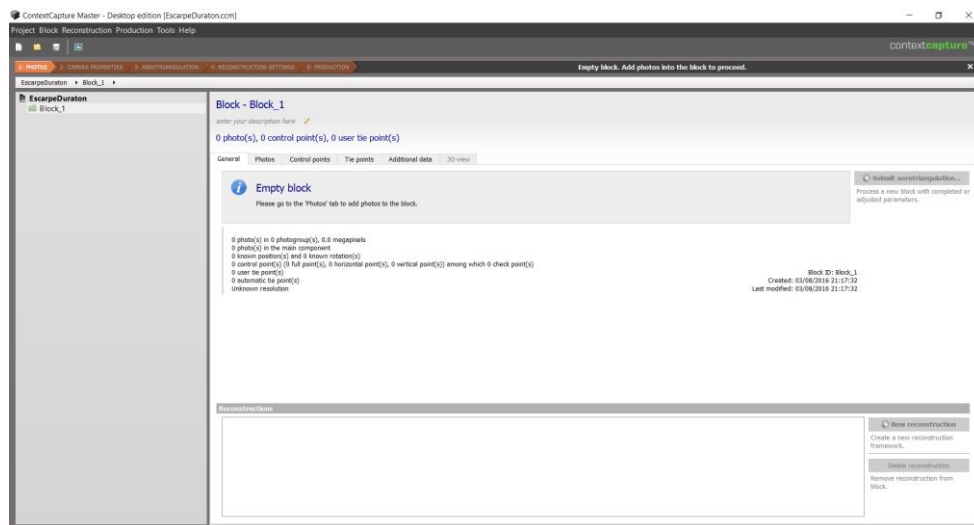 ContextCapture Master - Desktop edition [EscarpeDuraton.ccm]
Project Block Reconstruction Production Tools Help
contextcapture™
1- PHOTOS 2- CAMERA PROPERTIES 3- AEROTRIANGULATION 4- RECONSTRUCTION SETTINGS 5- PRODUCTION Empty block. Add photos into the block to proceed.
EscarpeDuraton Block_1
EscarpeDuraton
Block_1
Block - Block_1
enter your description here
0 photo(s), 0 control point(s), 0 user tie point(s)
General Photos Control points Tie points Additional data 3D view
Empty block
Please go to the 'Photos' tab to add photos to the block.
Submit aerotriangulation...
Process a new block with completed or
adjusted parameters.
0 photo(s) in 0 photogroup(s), 0.0 megapixels
0 photo(s) in the main component
0 known position(s) and 0 known rotation(s)
0 control point(s) (0 full point(s), 0 horizontal point(s), 0 vertical point(s)) among which 0 check point(s)
0 user tie point(s)
0 automatic tie point(s)
Unknown resolution
Block ID: Block_1
Created: 03/08/2016 21:17:32
Last modified: 03/08/2016 21:17:32
Reconstructions
New reconstruction
Create a new reconstruction
framework.
Delete reconstruction
Remove reconstruction from
block.